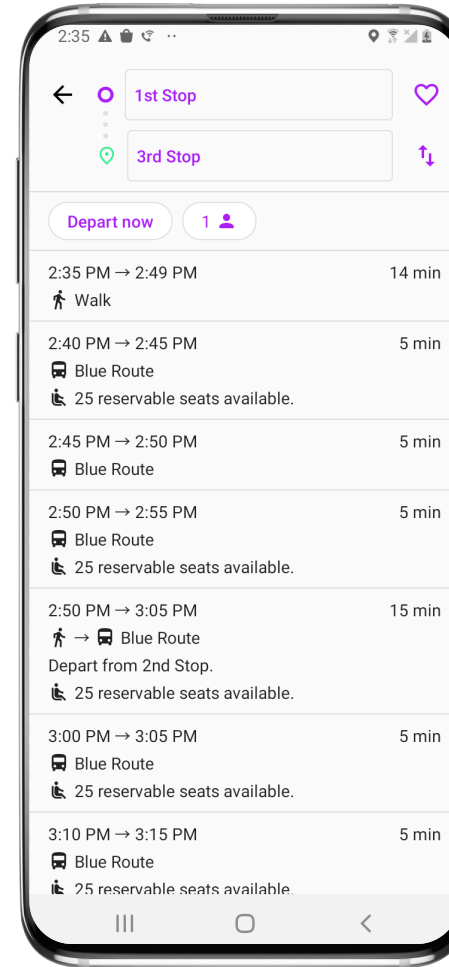 2:35
1st Stop
3rd Stop
Depart now
1
2:35 PM → 2:49 PM 14 min
Walk
2:40 PM → 2:45 PM 5 min
Blue Route
25 reservable seats available.
2:45 PM → 2:50 PM 5 min
Blue Route
2:50 PM → 2:55 PM 5 min
Blue Route
25 reservable seats available.
2:50 PM → 3:05 PM 15 min
→ Blue Route
Depart from 2nd Stop.
25 reservable seats available.
3:00 PM → 3:05 PM 5 min
Blue Route
25 reservable seats available.
3:10 PM → 3:15 PM 5 min
Blue Route
25 reservable seats available.